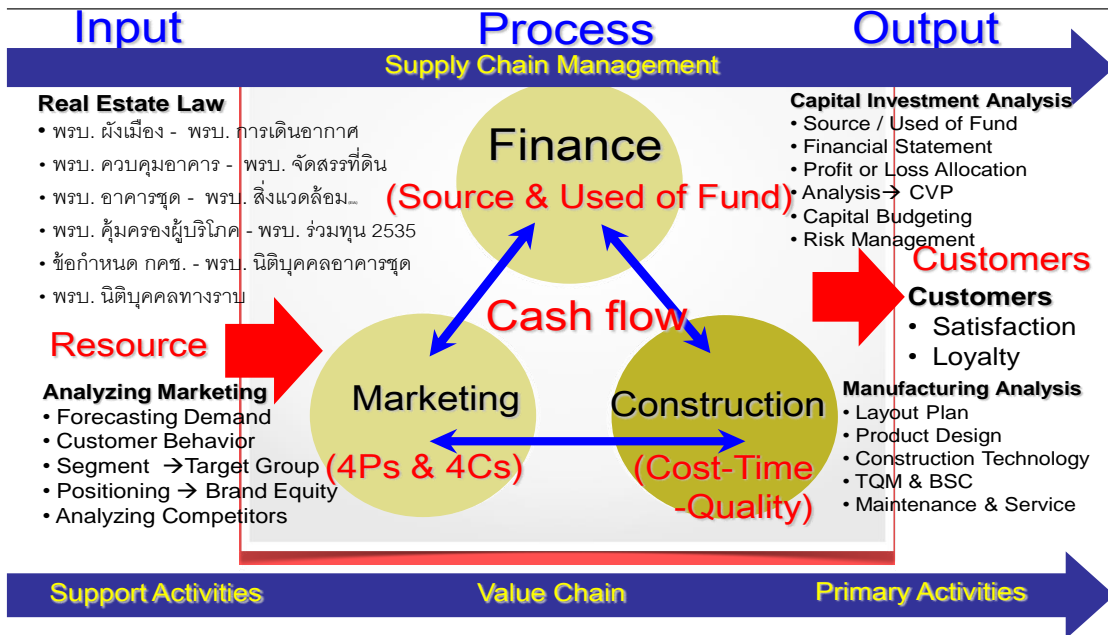 Input
Process
Output
Supply Chain Management
Real Estate Law
• พรบ. ผังเมือง - พรบ. การเดินอากาศ
• พรบ. ควบคุมอาคาร - พรบ. จัดสรรที่ดิน
• พรบ. อาคารชุด - พรบ. สิ่งแวดล้อม...
• พรบ. คุ้มครองผู้บริโภค - พรบ. ร่วมทุน 2535
• ข้อกำหนด กคช. - พรบ. นิติบุคคลอาคารชุด
• พรบ. นิติบุคคลทางราบ
Resource
Analyzing Marketing
• Forecasting Demand
• Customer Behavior
• Segment →Target Group
• Positioning → Brand Equity
• Analyzing Competitors
Finance
(Source & Used of Fund)
Cash flow
Marketing
(4Ps & 4Cs)
Construction
(Cost-Time
-Quality)
Capital Investment Analysis
• Source / Used of Fund
• Financial Statement
• Profit or Loss Allocation
• Analysis→ CVP
• Capital Budgeting
• Risk Management
Customers
Customers
• Satisfaction
• Loyalty
Manufacturing Analysis
• Layout Plan
• Product Design
• Construction Technology
• TQM & BSC
• Maintenance & Service
Support Activities
Value Chain
Primary Activities